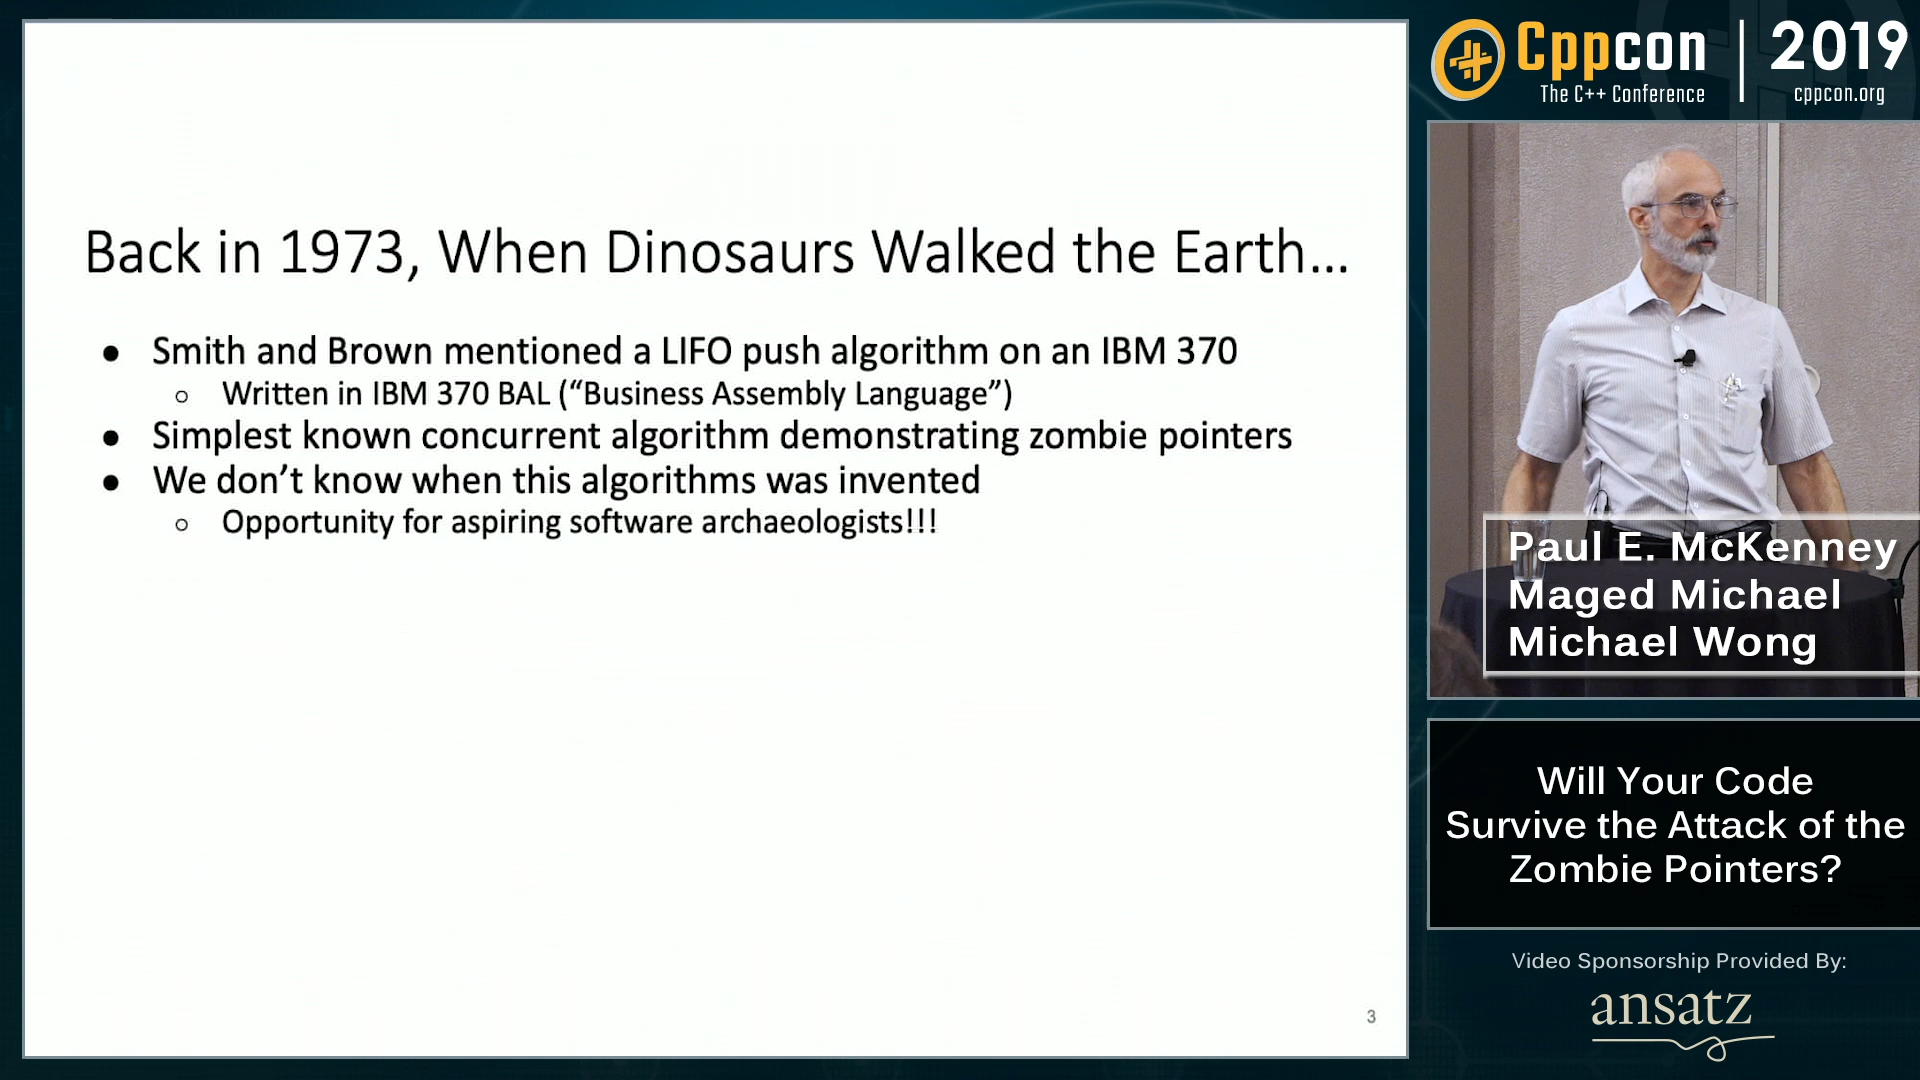 Back in 1973, When Dinosaurs Walked the Earth...
● Smith and Brown mentioned a LIFO push algorithm on an IBM 370
○ Written in IBM 370 BAL (“Business Assembly Language”)
● Simplest known concurrent algorithm demonstrating zombie pointers
● We don’t know when this algorithms was invented
○ Opportunity for aspiring software archaeologists!!!
3
Cppcon | 2019
The C++ Conference
cppcon.org
Paul E. McKenney
Maged Michael
Michael Wong
Will Your Code
Survive the Attack of the
Zombie Pointers?
Video Sponsorship Provided By:
ansatz